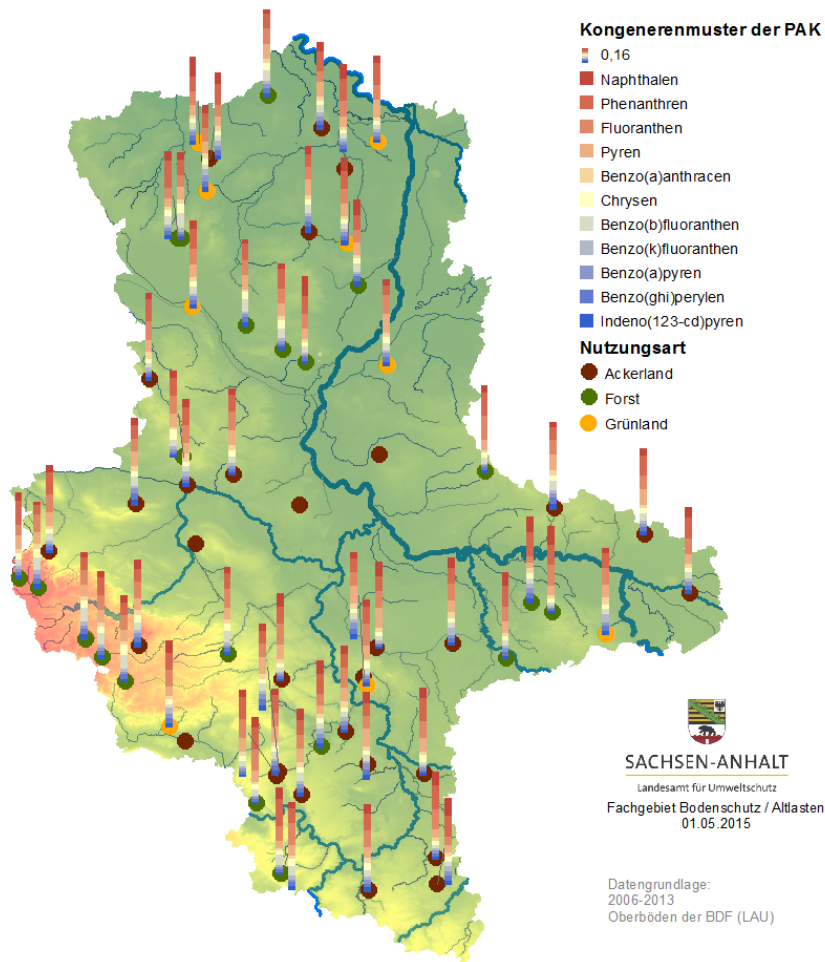 Kongenerenmuster der PAK
0,16
Naphthalen
Phenanthren
Fluoranthen
Pyren
Benzo(a)anthracen
Chrysen
Benzo(b)fluoranthen
Benzo(k)fluoranthen
Benzo(a)pyren
Benzo(ghi)perylen
Indeno(123-cd)pyren
Nutzungsart
Ackerland
Forst
Grünland
SACHSEN-ANHALT
Landesamt für Umweltschutz
Fachgebiet Bodenschutz / Altlasten
01.05.2015
Datengrundlage:
2006-2013
Oberböden der BDF (LAU)